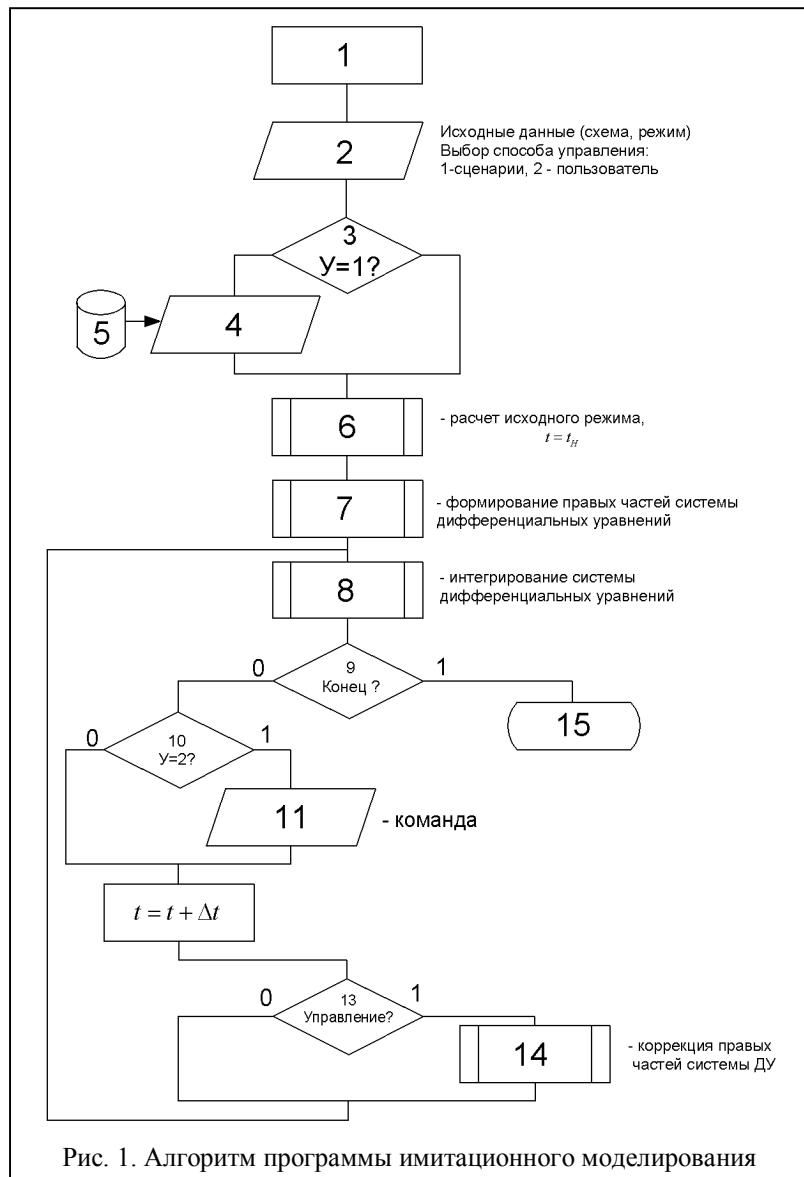 1
2
Исходные данные (схема, режим)
Выбор способа управления:
1-сценарии, 2 - пользователь
3
У=1?
5
4
6
- расчет исходного режима,
t = t_H
7
- формирование правых частей системы
дифференциальных уравнений
8
- интегрирование системы
дифференциальных уравнений
0
9
Конец ?
1
15
0
10
У=2?
1
11
- команда
t = t + Δt
0
13
Управление?
1
14
- коррекция правых
частей системы ДУ
Рис. 1. Алгоритм программы имитационного моделирования